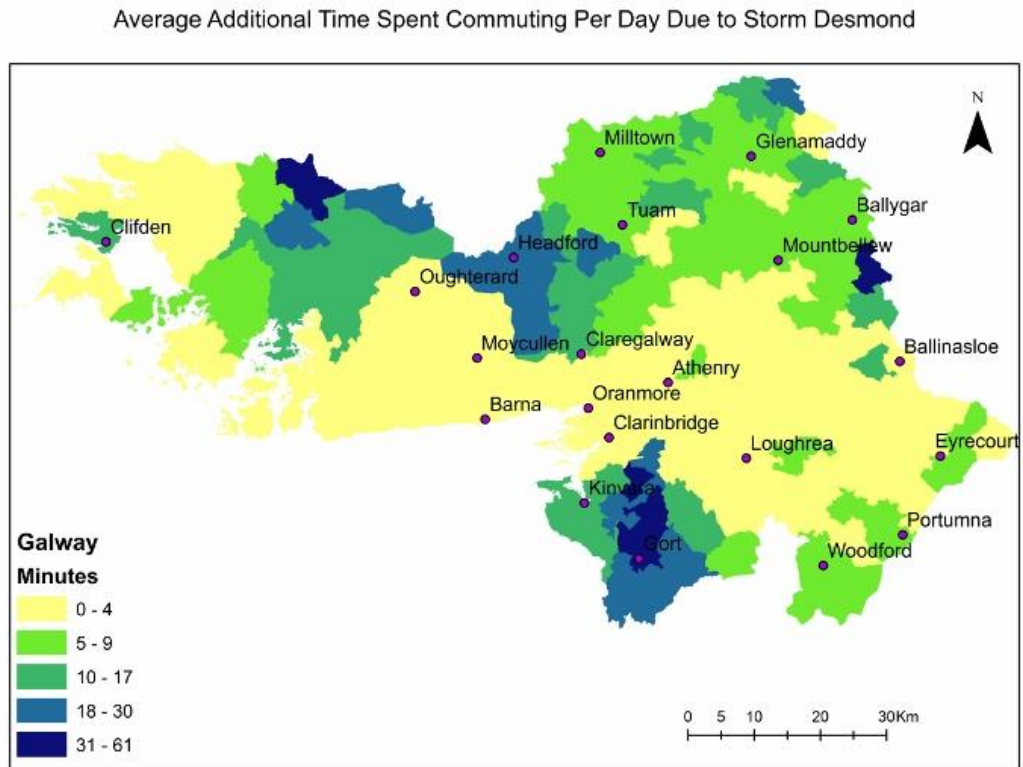 Average Additional Time Spent Commuting Per Day Due to Storm Desmond
N
Milltown
Glenamaddy
Ballygar
Tuam
Clifden
Headford
Mountbellew
Oughterard
Moycullen
Claregalway
Ballinasloe
Athenry
Oranmore
Barna
Clarinbridge
Loughrea
Eyrecourt
Kinvara
Portumna
Gort
Woodford
Galway
Minutes
0 - 4
5 - 9
10 - 17
18 - 30
31 - 61
0 5 10 20 30Km